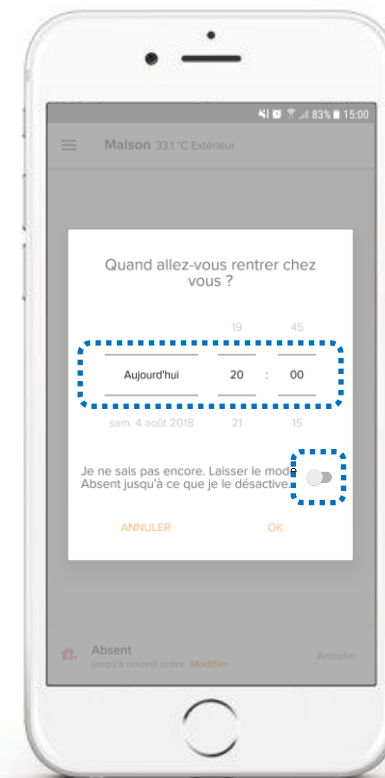 83% 15:00
Maison 33.1 °C Extérieur
Quand allez-vous rentrer chez
vous ?
19 45
Aujourd'hui 20 : 00
sam. 4 août 2018 21 15
Je ne sais pas encore. Laisser le mod
Absent jusqu'à ce que je le désactive.
ANNULER OK
Absent
jusqu'à nouvel ordre Modifier Annuler